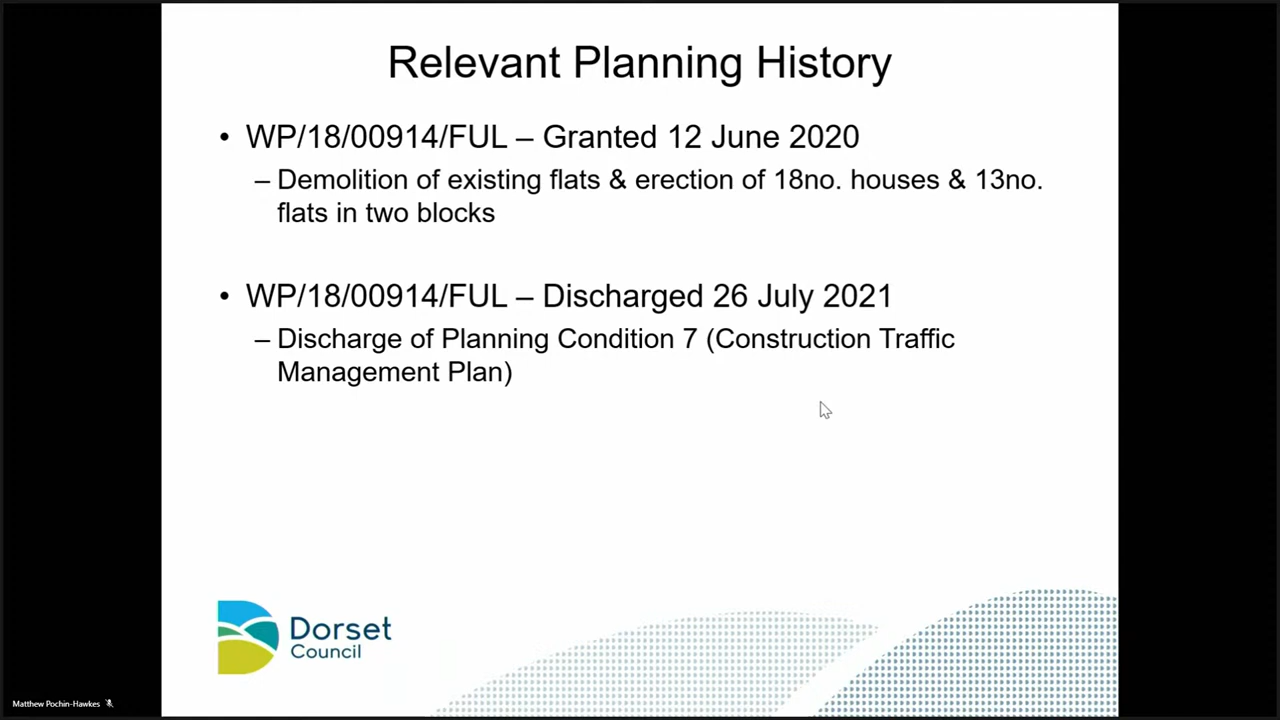 Relevant Planning History
• WP/18/00914/FUL – Granted 12 June 2020
– Demolition of existing flats & erection of 18no. houses & 13no.
flats in two blocks
• WP/18/00914/FUL – Discharged 26 July 2021
– Discharge of Planning Condition 7 (Construction Traffic
Management Plan)
Dorset
Council
Matthew Pochin-Hawkes